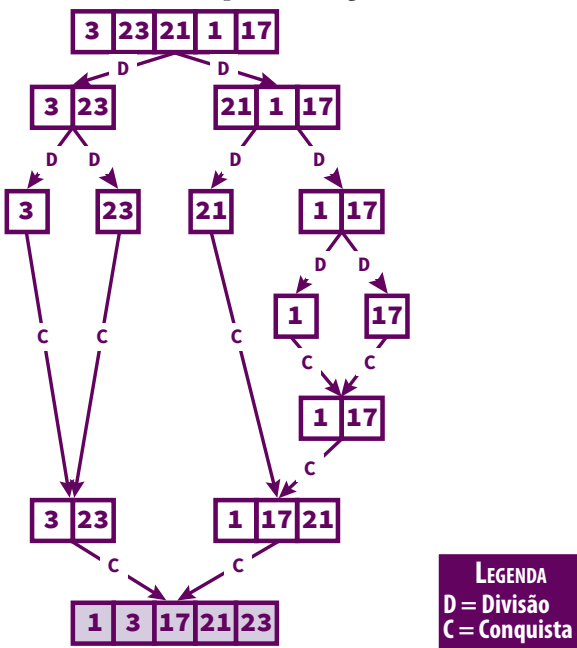 3 23 21 1 17
D D
3 23 21 1 17
D D D D
3 23 21 1 17
D D
1 17
C C C C C
1 17
C
3 23 1 17 21
C C
1 3 17 21 23
LEGENDA
D = Divisão
C = Conquista